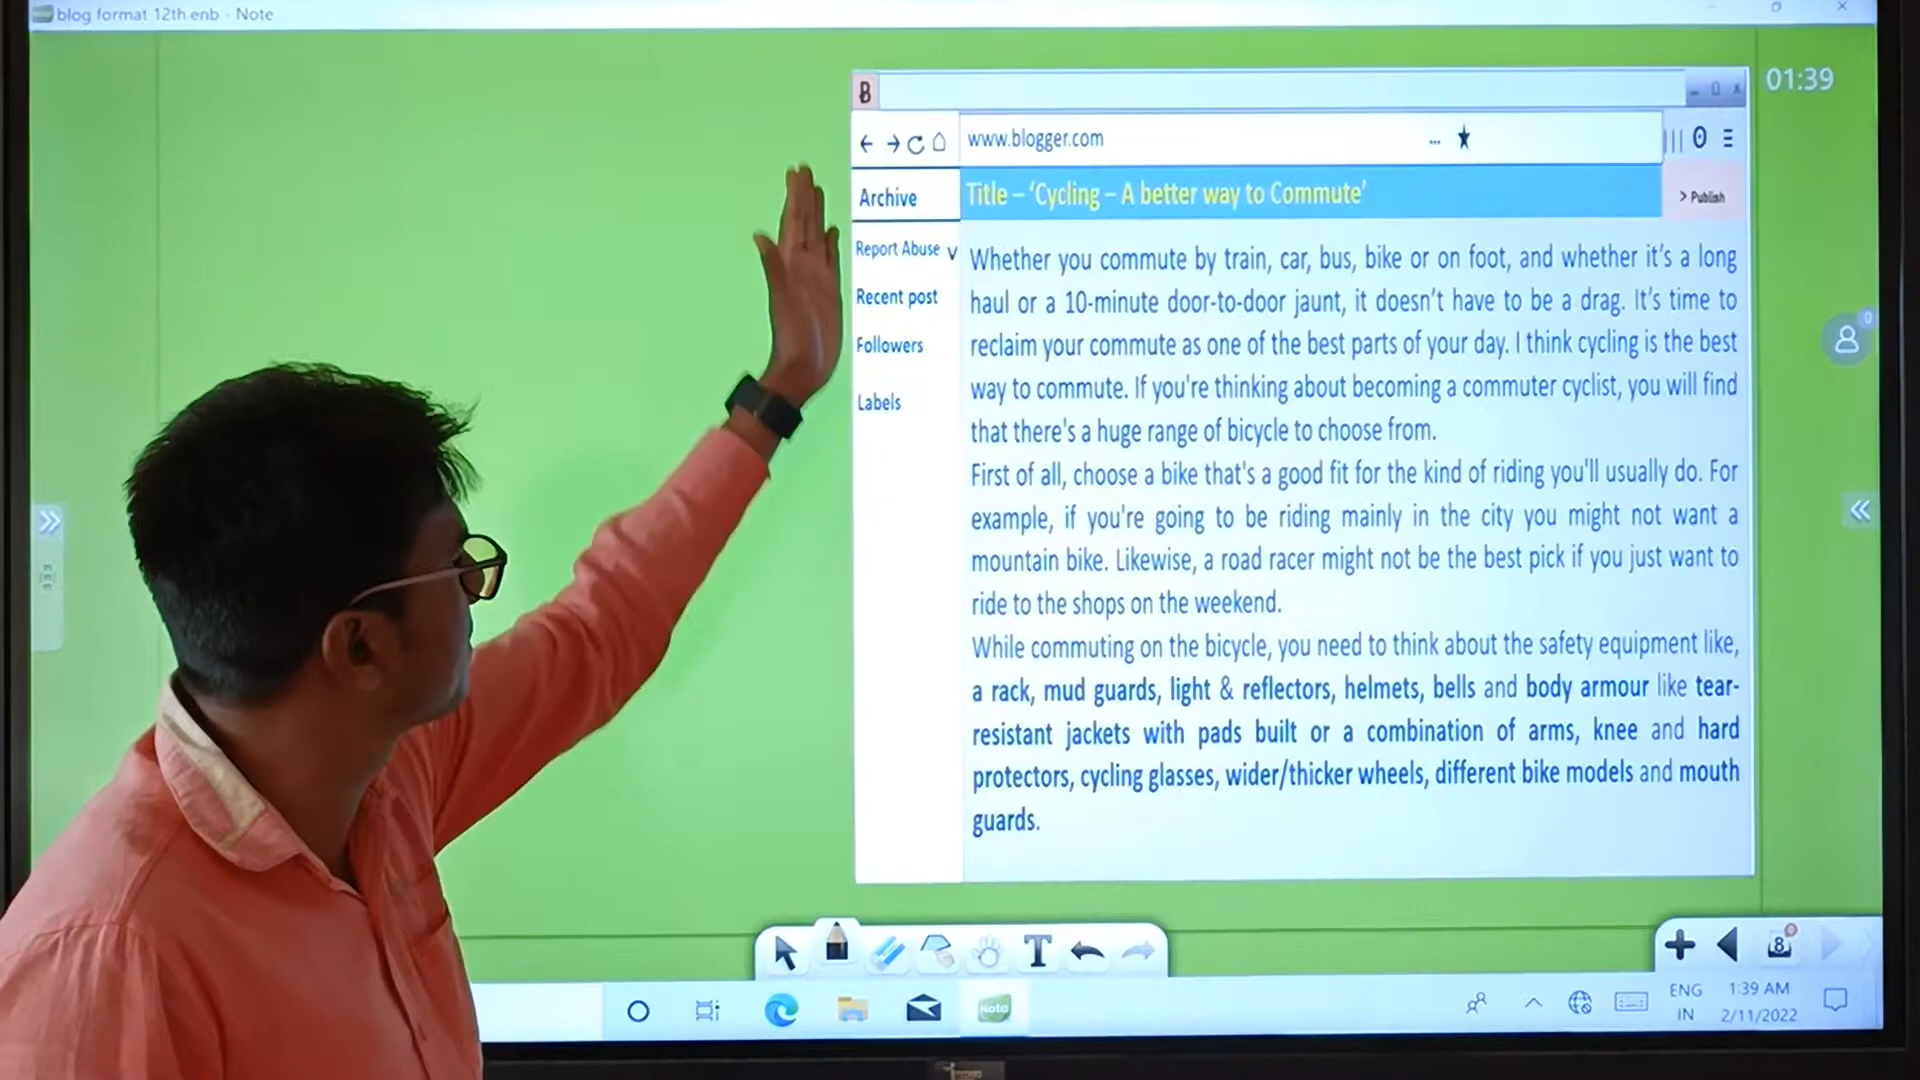 blog format 12th.enb - Note
01:39
B
www.blogger.com
Archive
Title – ‘Cycling – A better way to Commute’
> Publish
Report Abuse v
Recent post
Followers
Labels
Whether you commute by train, car, bus, bike or on foot, and whether it’s a long
haul or a 10-minute door-to-door jaunt, it doesn’t have to be a drag. It’s time to
reclaim your commute as one of the best parts of your day. I think cycling is the best
way to commute. If you're thinking about becoming a commuter cyclist, you will find
that there's a huge range of bicycle to choose from.
First of all, choose a bike that's a good fit for the kind of riding you'll usually do. For
example, if you're going to be riding mainly in the city you might not want a
mountain bike. Likewise, a road racer might not be the best pick if you just want to
ride to the shops on the weekend.
While commuting on the bicycle, you need to think about the safety equipment like,
a rack, mud guards, light & reflectors, helmets, bells and body armour like tear-
resistant jackets with pads built or a combination of arms, knee and hard
protectors, cycling glasses, wider/thicker wheels, different bike models and mouth
guards.
0
T
8
Note
ENG
IN
1:39 AM
2/11/2022